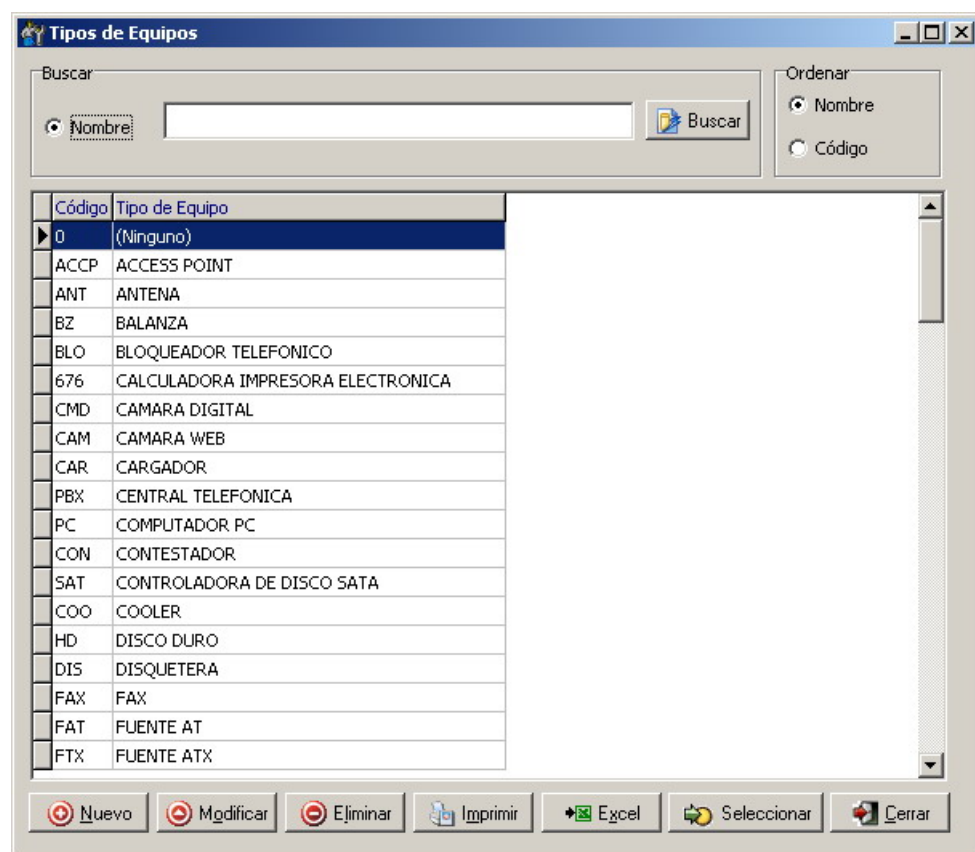 Tipos de Equipos
Buscar
Nombre
Buscar
Ordenar
Nombre
Código
Código Tipo de Equipo
0 (Ninguno)
ACCP ACCESS POINT
ANT ANTENA
BZ BALANZA
BLO BLOQUEADOR TELEFONICO
676 CALCULADORA IMPRESORA ELECTRONICA
CMD CAMARA DIGITAL
CAM CAMARA WEB
CAR CARGADOR
PBX CENTRAL TELEFONICA
PC COMPUTADOR PC
CON CONTESTADOR
SAT CONTROLADORA DE DISCO SATA
COO COOLER
HD DISCO DURO
DIS DISQUETERA
FAX FAX
FAT FUENTE AT
FTX FUENTE ATX
Nuevo Modificar Eliminar Imprimir Excel Seleccionar Cerrar